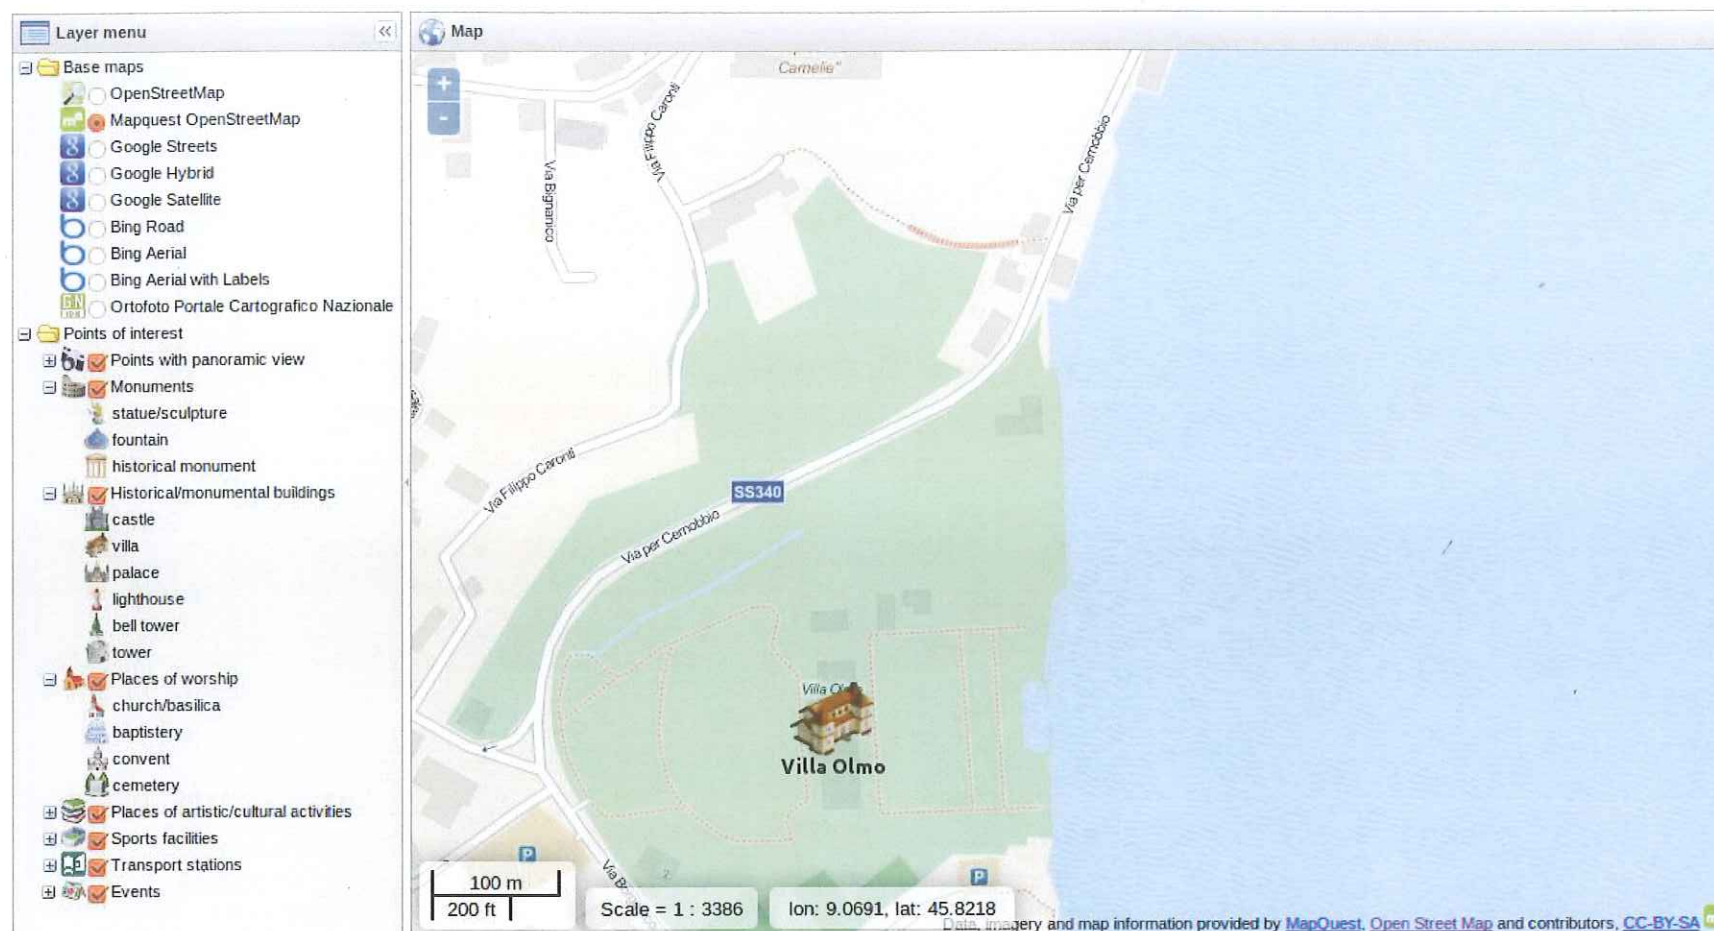 Layer menu
Base maps
OpenStreetMap
Mapquest OpenStreetMap
Google Streets
Google Hybrid
Google Satellite
Bing Road
Bing Aerial
Bing Aerial with Labels
Ortofoto Portale Cartografico Nazionale
Points of interest
Points with panoramic view
Monuments
statue/sculpture
fountain
historical monument
Historical/monumental buildings
castle
villa
palace
lighthouse
bell tower
tower
Places of worship
church/basilica
baptistery
convent
cemetery
Places of artistic/cultural activities
Sports facilities
Transport stations
Events
Map
+
-
Camelie"
Via Filippo Caronti
Via Bignanico
Via per Cernobbio
Via Filippo Caronti
SS340
Via per Cernobbio
Villa
Villa Olmo
P
P
100 m
200 ft
Scale = 1 : 3386
lon: 9.0691, lat: 45.8218
Data, imagery and map information provided by MapQuest, Open Street Map and contributors, CC-BY-SA